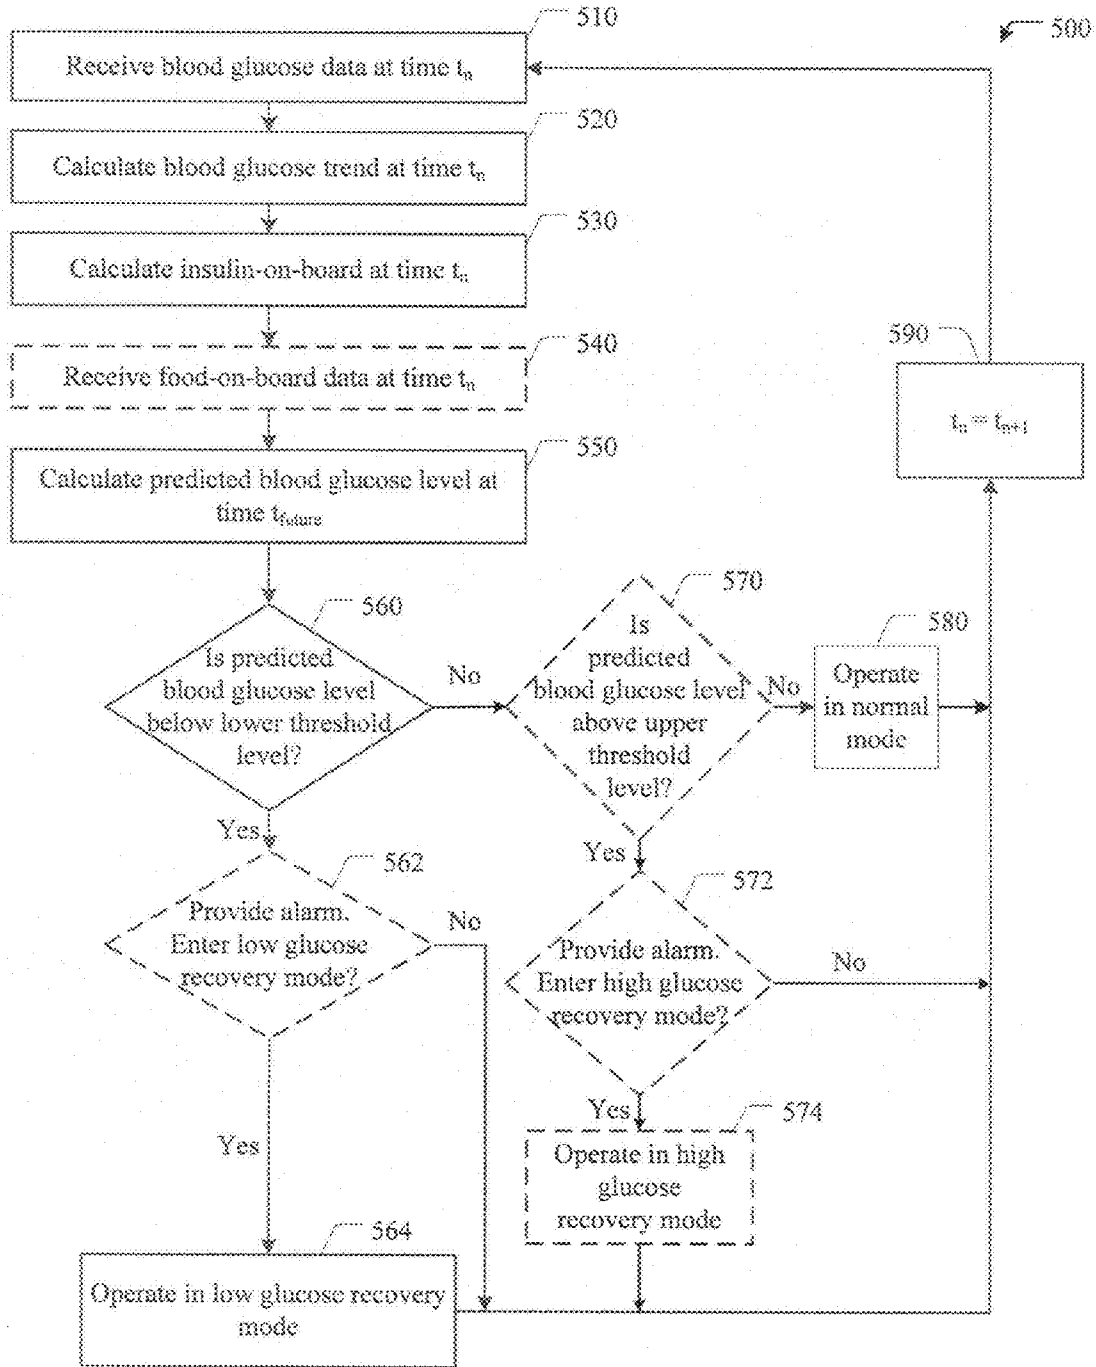 510
500
Receive blood glucose data at time tn
520
Calculate blood glucose trend at time tn
530
Calculate insulin-on-board at time tn
540
Receive food-on-board data at time tn
590
tn = tn+1
550
Calculate predicted blood glucose level at
time tfuture
560
Is predicted
blood glucose level
below lower threshold
level?
No
570
Is
predicted
blood glucose level
above upper
threshold
level?
No
580
Operate
in normal
mode
Yes
562
Provide alarm.
Enter low glucose
recovery mode?
No
Yes
572
Provide alarm.
Enter high glucose
recovery mode?
No
Yes
574
Operate in high
glucose
recovery mode
Yes
564
Operate in low glucose recovery
mode